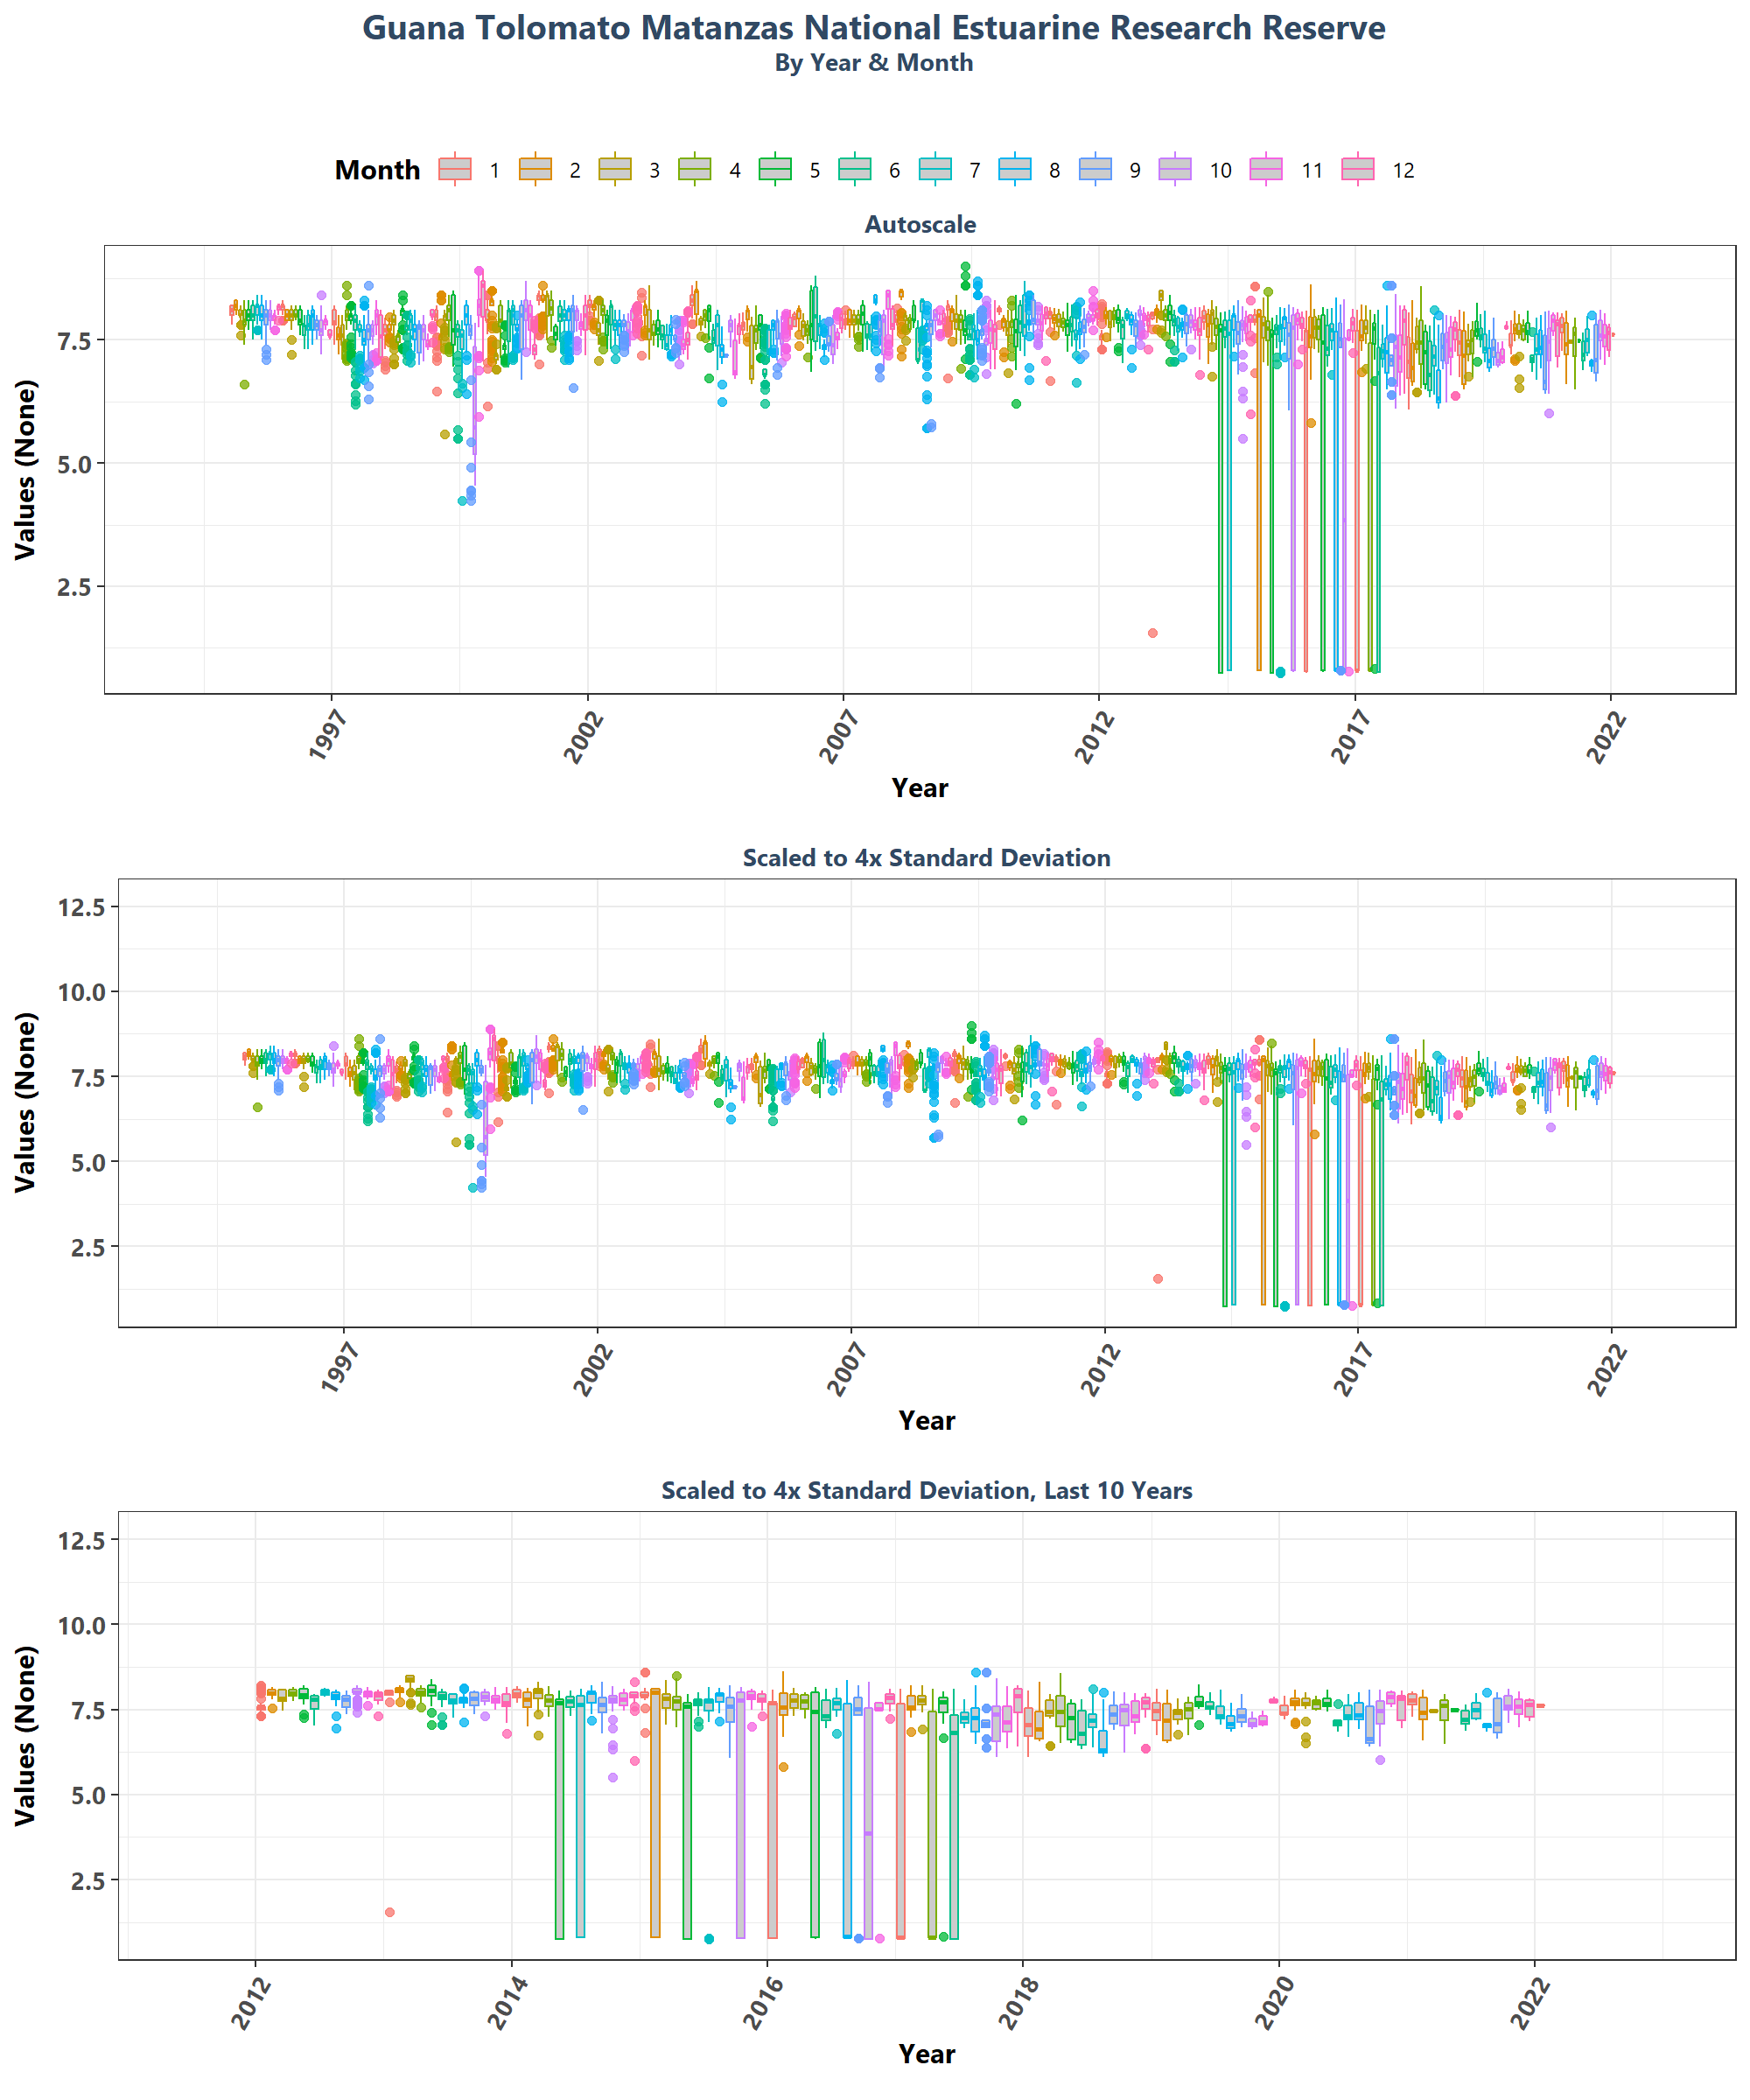 Guana Tolomato Matanzas National Estuarine Research Reserve
By Year & Month
Month 1 2 3 4 5 6 7 8 9 10 11 12
Autoscale
Values (None)
7.5
5.0
2.5
1997 2002 2007 2012 2017 2022
Year
Scaled to 4x Standard Deviation
Values (None)
12.5
10.0
7.5
5.0
2.5
1997 2002 2007 2012 2017 2022
Year
Scaled to 4x Standard Deviation, Last 10 Years
Values (None)
12.5
10.0
7.5
5.0
2.5
2012 2014 2016 2018 2020 2022
Year